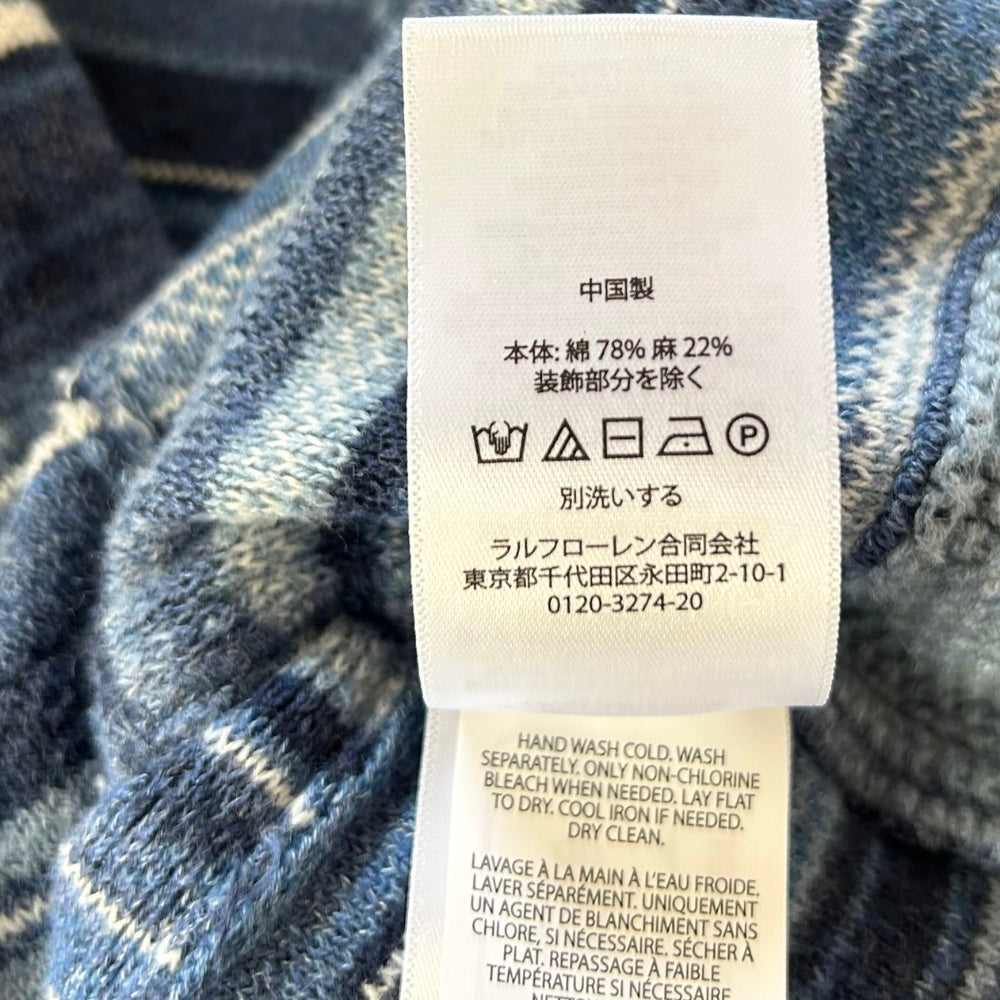 中国製
本体: 綿 78% 麻 22%
装飾部分を除く
P
別洗いする
ラルフローレン合同会社
東京都千代田区永田町2-10-1
0120-3274-20
HAND WASH COLD. WASH
SEPARATELY. ONLY NON-CHLORINE
BLEACH WHEN NEEDED. LAY FLAT
TO DRY. COOL IRON IF NEEDED.
DRY CLEAN.
LAVAGE À LA MAIN À L'EAU FROIDE.
LAVER SÉPARÉMENT. UNIQUEMENT
UN AGENT DE BLANCHIMENT SANS
CHLORE, SI NÉCESSAIRE. SÉCHER À
PLAT. REPASSAGE À FAIBLE
TEMPÉRATURE SI NÉCESSAIRE